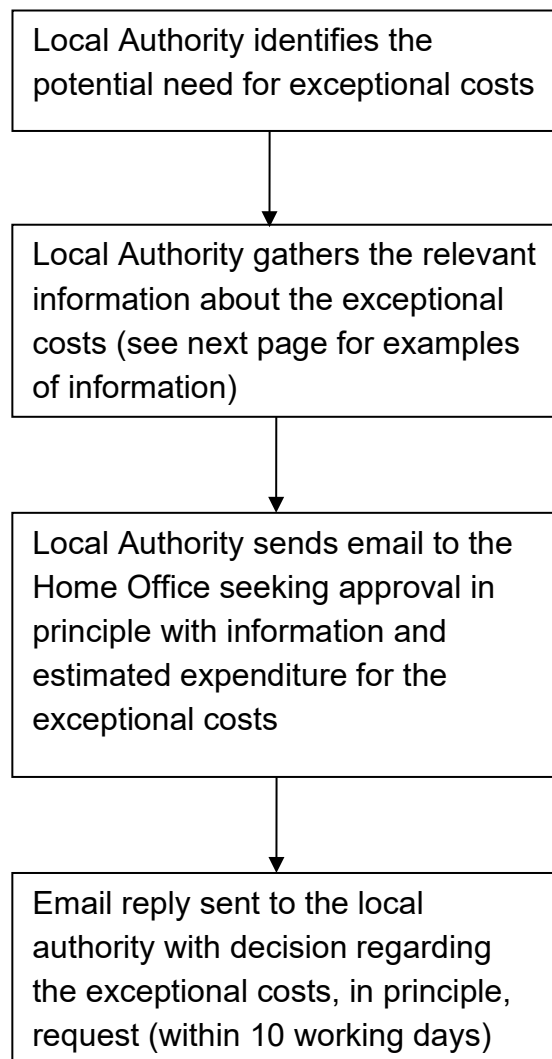 Local Authority identifies the
potential need for exceptional costs
Local Authority gathers the relevant
information about the exceptional
costs (see next page for examples
of information)
Local Authority sends email to the
Home Office seeking approval in
principle with information and
estimated expenditure for the
exceptional costs
Email reply sent to the local
authority with decision regarding
the exceptional costs, in principle,
request (within 10 working days)